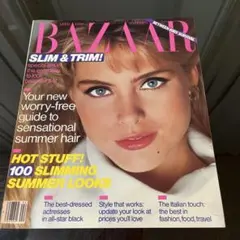 BAZAAR
SLIM & TRIM!
Your new
worry-free
guide to
sensational
summer hair
HOT STUFF!
100 SLIMMING
SUMMER LOOKS
The best-dressed
actresses
in all-star black
Style that works:
update your look at
prices you'll love
The Italian touch:
the best in
fashion, food, travel